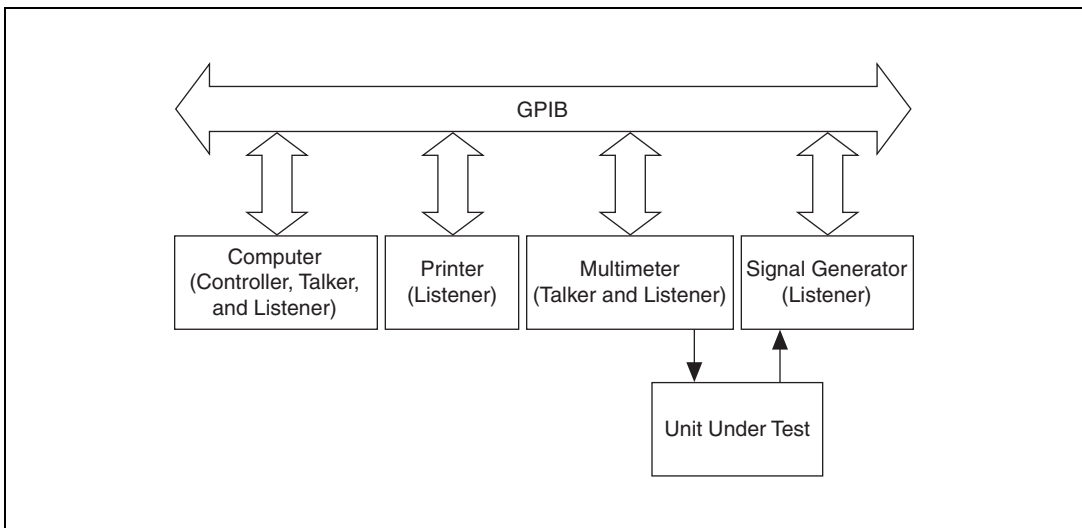 GPIB
Computer
(Controller, Talker,
and Listener)
Printer
(Listener)
Multimeter
(Talker and Listener)
Signal Generator
(Listener)
Unit Under Test